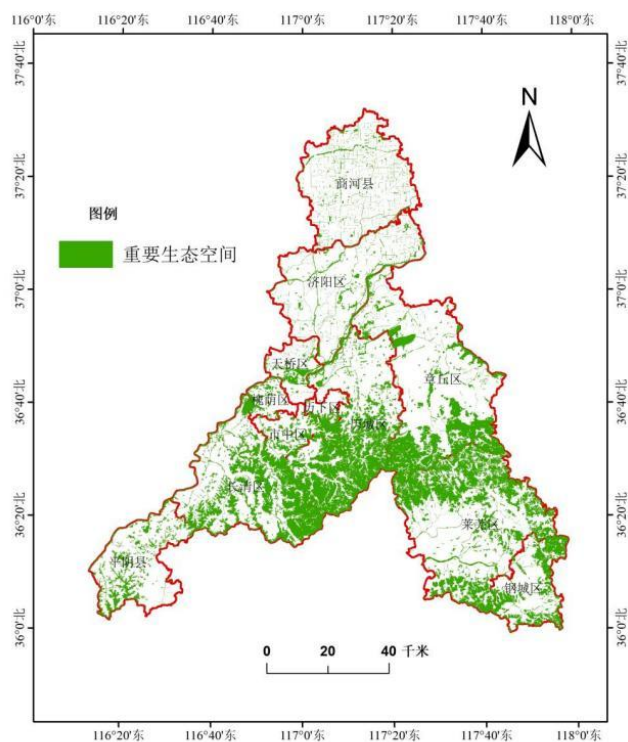 116°0'东 116°20'东 116°40'东 117°0'东 117°20'东 117°40'东 118°0'东
37°40'北 37°40'北
N
37°20'北 37°20'北
商河县
图例
重要生态空间
37°0'北 37°0'北
济阳区
天桥区
章丘区
36°40'北 36°40'北
槐荫区
历下区
历城区
市中区
长清区
36°20'北 36°20'北
莱芜区
平阴县
钢城区
36°0'北 36°0'北
0 20 40 千米
116°20'东 116°40'东 117°0'东 117°20'东 117°40'东 118°0'东